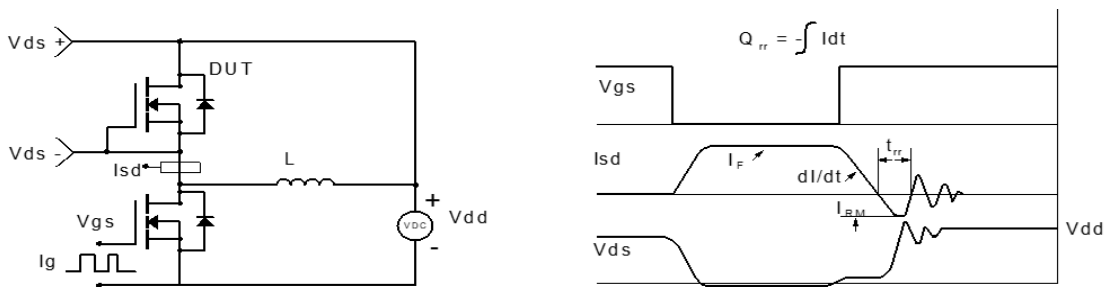 Vds +
DUT
Vds -
Isd
L
Vgs
+
VDC
-
Vdd
Ig
Q rr = - ∫ Idt
Vgs
Isd
I F
dI/dt
t rr
I RM
Vds
Vdd